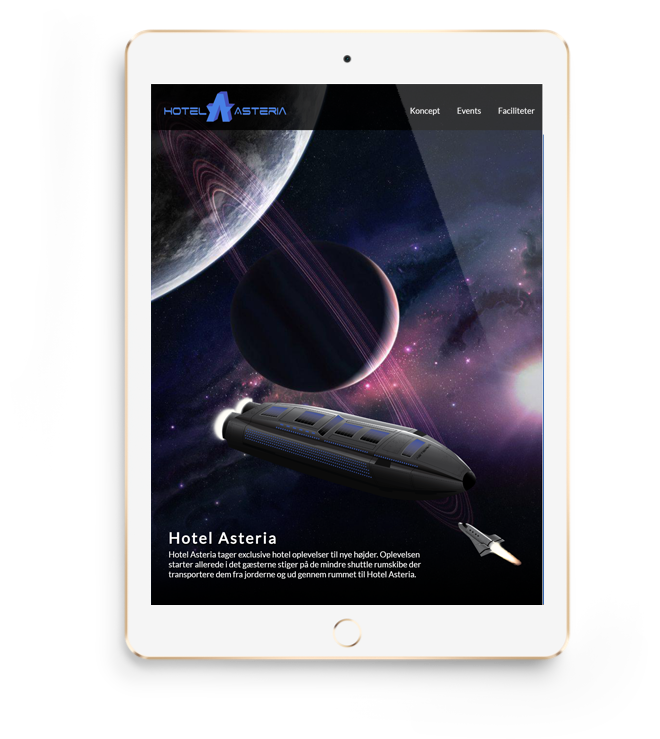 HOTEL ASTERIA
Koncept Events Faciliteter
Hotel Asteria
Hotel Asteria tager exclusive hotel oplevelser til nye højder. Oplevelsen
starter allerede i det gæsterne stiger på de mindre shuttle rumskibe der
transportere dem fra jorderne og ud gennem rummet til Hotel Asteria.